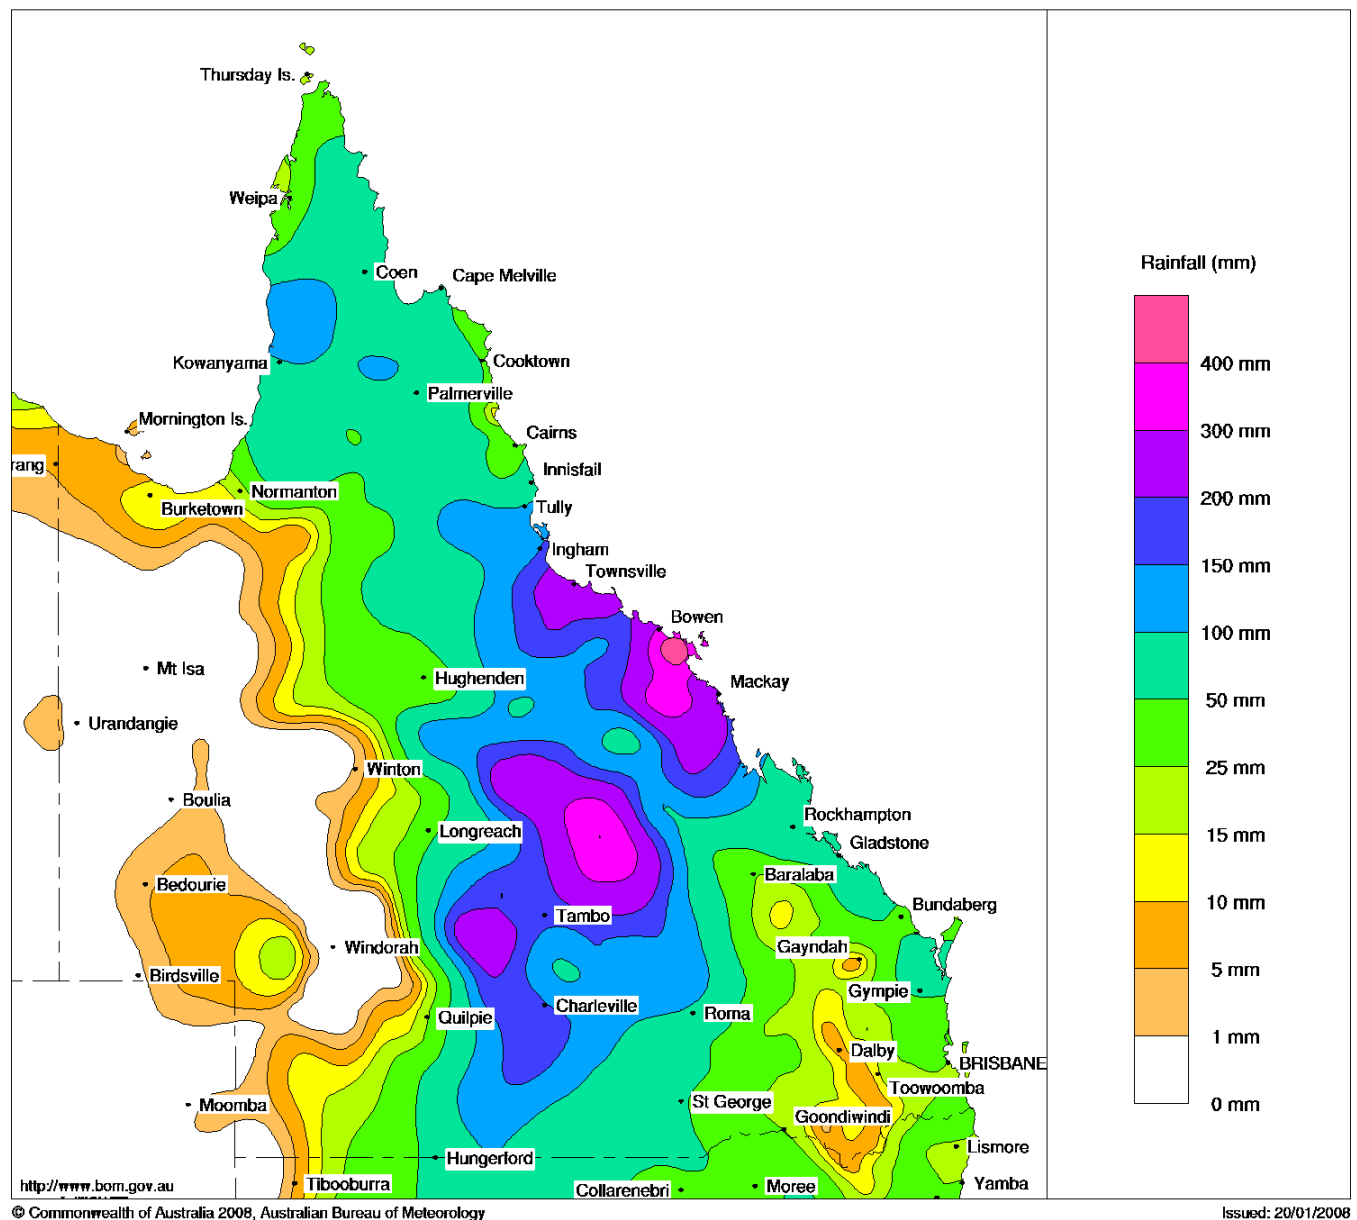 Thursday Is.
Weipa
Coen
Cape Melville
Kowanyama
Cooktown
Palmerville
Mornington Is.
Cairns
rang
Innisfail
Normanton
Burketown
Tully
Ingham
Townsville
Bowen
Mt Isa
Hughenden
Mackay
Urandangie
Winton
Boulia
Longreach
Rockhampton
Gladstone
Bedourie
Baralaba
Tambo
Bundaberg
Windorah
Gayndah
Birdsville
Gympie
Charleville
Quilpie
Roma
Dalby
BRISBANE
Toowoomba
Moomba
St George
Goondiwindi
Lismore
Hungerford
Tibooburra
Collarenebri
Moree
Yamba
Rainfall (mm)
400 mm
300 mm
200 mm
150 mm
100 mm
50 mm
25 mm
15 mm
10 mm
5 mm
1 mm
0 mm
http://www.bom.gov.au
© Commonwealth of Australia 2008, Australian Bureau of Meteorology
Issued: 20/01/2008